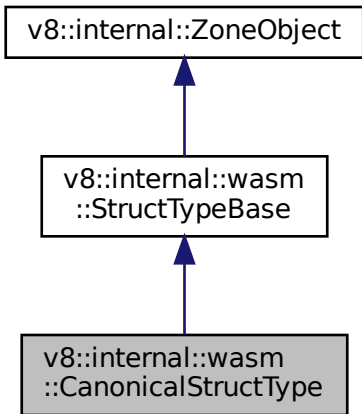 v8::internal::ZoneObject
v8::internal::wasm
::StructTypeBase
v8::internal::wasm
::CanonicalStructType